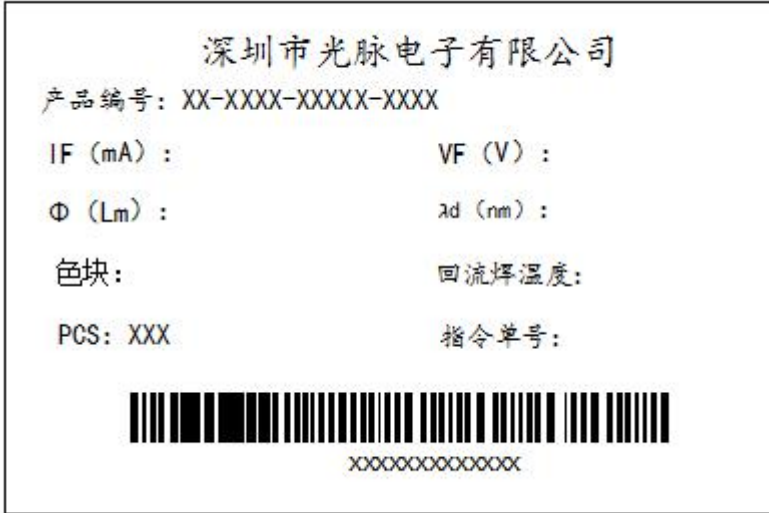 深圳市光脉电子有限公司
产品编号：XX-XXXX-XXXXX-XXXX
IF（mA）： VF（V）：
Φ（Lm）： λd（nm）：
色块： 回流焊温度：
PCS：XXX 指令单号：
XXXXXXXXXXXXX